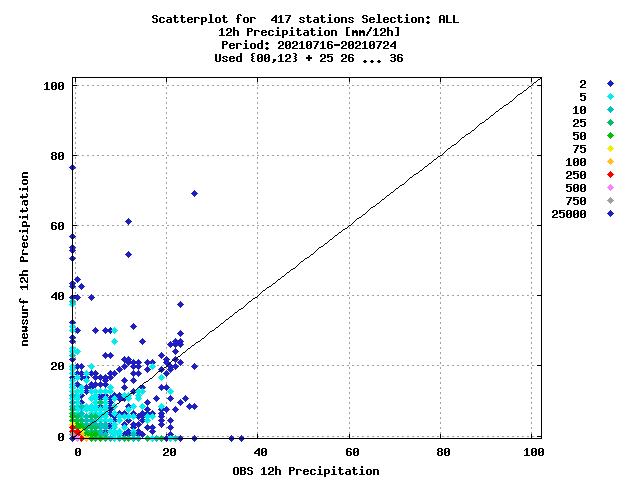 Scatterplot for  417 stations Selection: ALL
12h Precipitation [mm/12h]
Period: 20210716-20210724
Used {00,12} + 25 26 ... 36
2
5
10
25
50
75
100
250
500
750
25000
100
80
60
40
20
0
newsurf 12h Precipitation
0 20 40 60 80 100
OBS 12h Precipitation